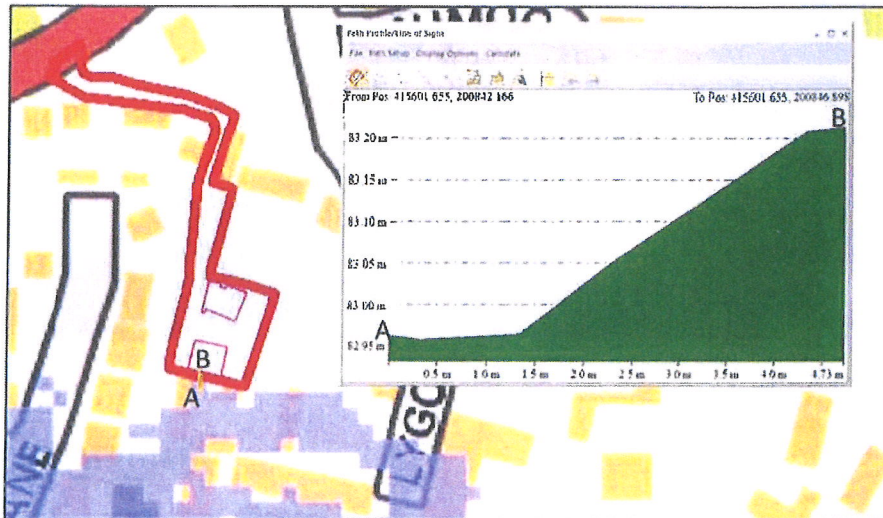 Path Profile/Line of Sight
File Path Setup Display Options Calculate
From Pos: 415601.655, 200842.166 To Pos: 415601.655, 200846.898
B
83.20 m
83.15 m
83.10 m
83.05 m
83.00 m
A
82.95 m
0.5 m 1.0 m 1.5 m 2.0 m 2.5 m 3.0 m 3.5 m 4.0 m 4.73 m
B
A
LYGO